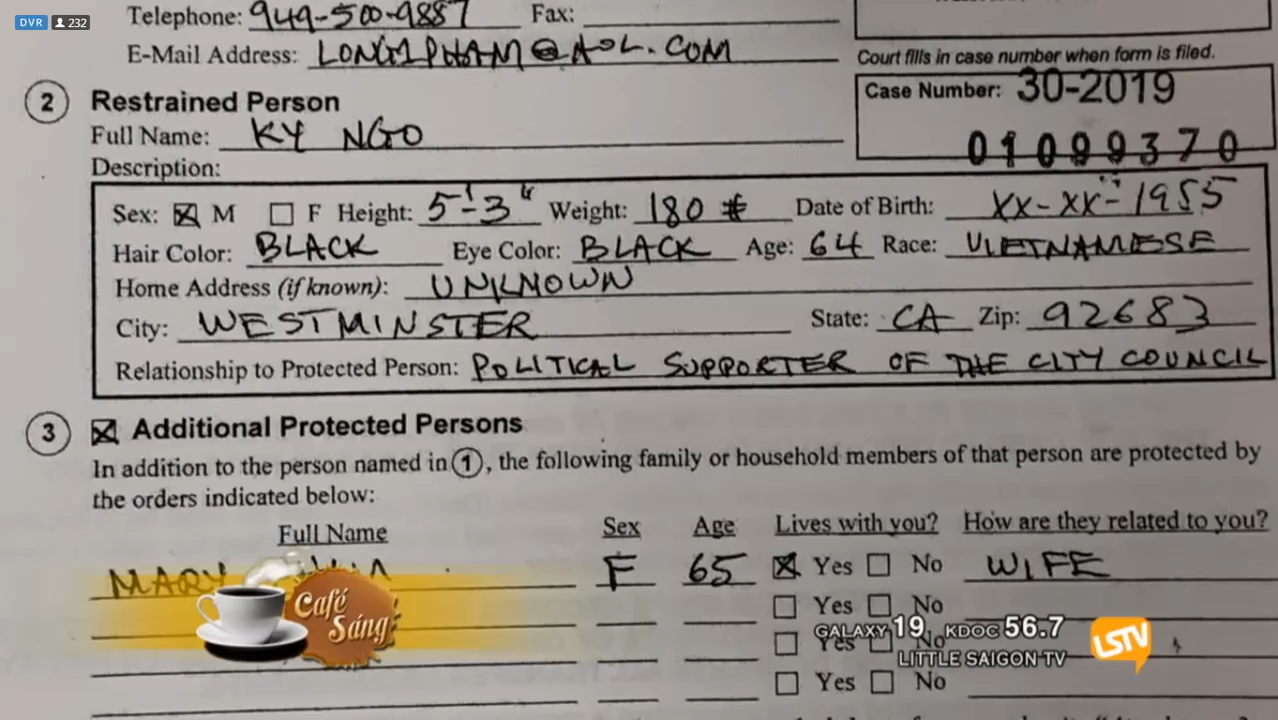 DVR 232
Telephone: 949-500-9887 Fax:
E-Mail Address: LONG1PHAM@AOL.COM
Court fills in case number when form is filed.
2 Restrained Person
Case Number: 30-2019
01099370
Full Name: KY NGO
Description:
Sex: ☒ M ☐ F Height: 5'-3" Weight: 180 # Date of Birth: XX-XX-1955
Hair Color: BLACK Eye Color: BLACK Age: 64 Race: VIETNAMESE
Home Address (if known): UNKNOWN
City: WESTMINSTER State: CA Zip: 92683
Relationship to Protected Person: POLITICAL SUPPORTER OF THE CITY COUNCIL
3 ☒ Additional Protected Persons
In addition to the person named in 1, the following family or household members of that person are protected by
the orders indicated below:
Full Name Sex Age Lives with you? How are they related to you?
MARY F 65 ☒ Yes ☐ No WIFE
☐ Yes ☐ No
☐ Yes ☐ No
☐ Yes ☐ No
Café
Sáng
GALAXY 19, KDOC 56.7
LITTLE SAIGON TV
LSTV